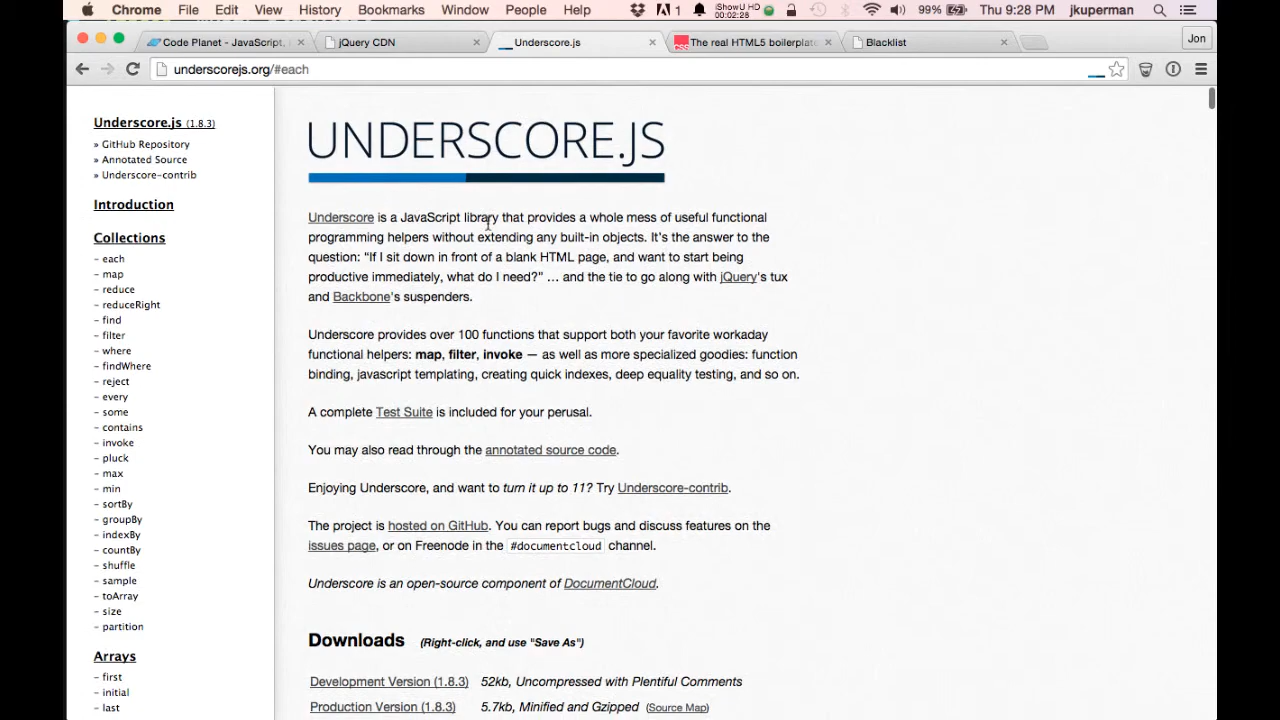 Chrome File Edit View History Bookmarks Window People Help 1 iShowU HD 00:02:28 99% Thu 9:28 PM jkuperman
Code Planet - JavaScript, jQuery CDN Underscore.js The real HTML5 boilerplate Blacklist Jon
underscorejs.org/#each
Underscore.js (1.8.3)
» GitHub Repository
» Annotated Source
» Underscore-contrib
Introduction
Collections
- each
- map
- reduce
- reduceRight
- find
- filter
- where
- findWhere
- reject
- every
- some
- contains
- invoke
- pluck
- max
- min
- sortBy
- groupBy
- indexBy
- countBy
- shuffle
- sample
- toArray
- size
- partition
Arrays
- first
- initial
- last
UNDERSCORE.JS
Underscore is a JavaScript library that provides a whole mess of useful functional
programming helpers without extending any built-in objects. It's the answer to the
question: "If I sit down in front of a blank HTML page, and want to start being
productive immediately, what do I need?" ... and the tie to go along with jQuery's tux
and Backbone's suspenders.
Underscore provides over 100 functions that support both your favorite workaday
functional helpers: map, filter, invoke — as well as more specialized goodies: function
binding, javascript templating, creating quick indexes, deep equality testing, and so on.
A complete Test Suite is included for your perusal.
You may also read through the annotated source code.
Enjoying Underscore, and want to turn it up to 11? Try Underscore-contrib.
The project is hosted on GitHub. You can report bugs and discuss features on the
issues page, or on Freenode in the #documentcloud channel.
Underscore is an open-source component of DocumentCloud.
Downloads (Right-click, and use "Save As")
Development Version (1.8.3) 52kb, Uncompressed with Plentiful Comments
Production Version (1.8.3) 5.7kb, Minified and Gzipped (Source Map)